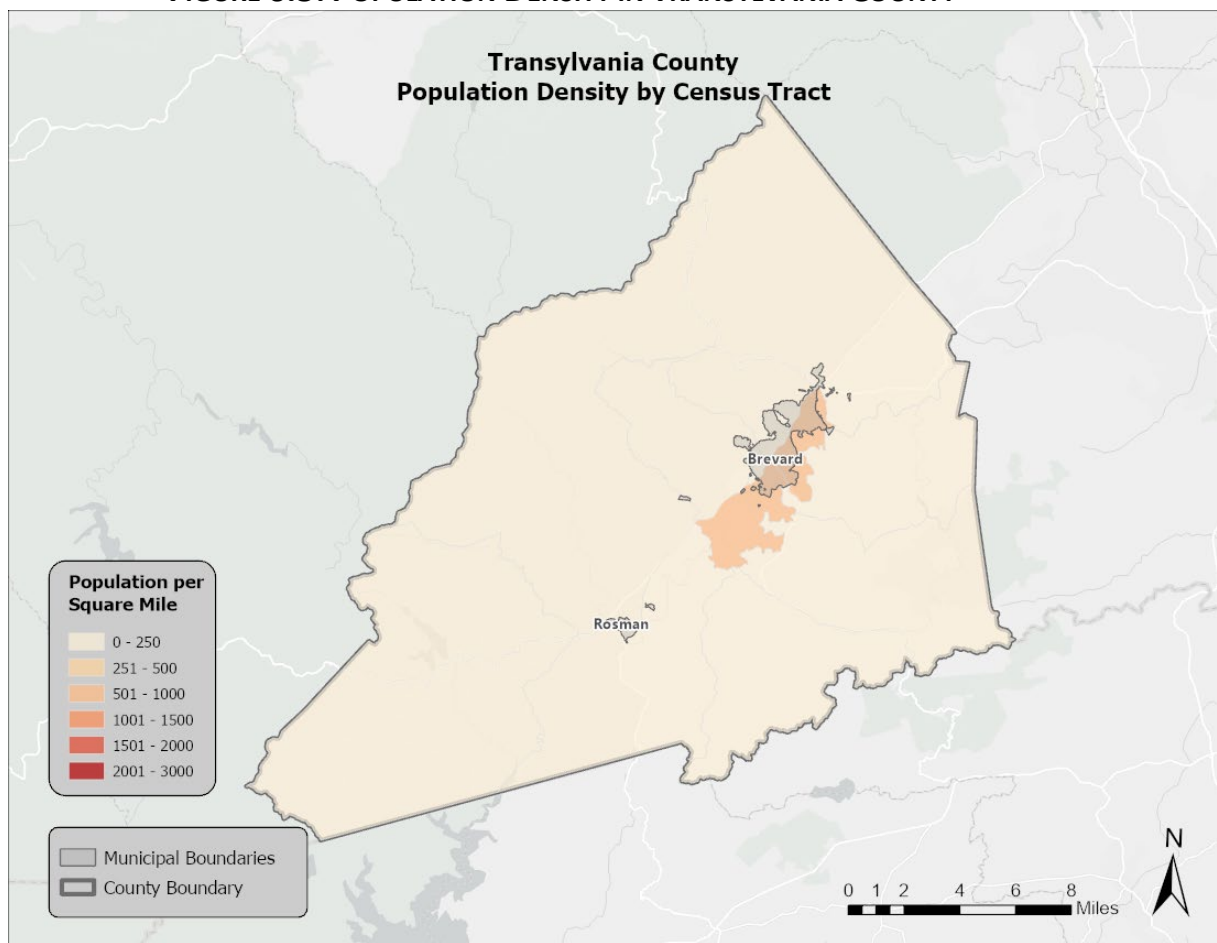 Transylvania County
Population Density by Census Tract
Brevard
Rosman
Population per
Square Mile
0 - 250
251 - 500
501 - 1000
1001 - 1500
1501 - 2000
2001 - 3000
Municipal Boundaries
County Boundary
N
0 1 2 4 6 8
Miles